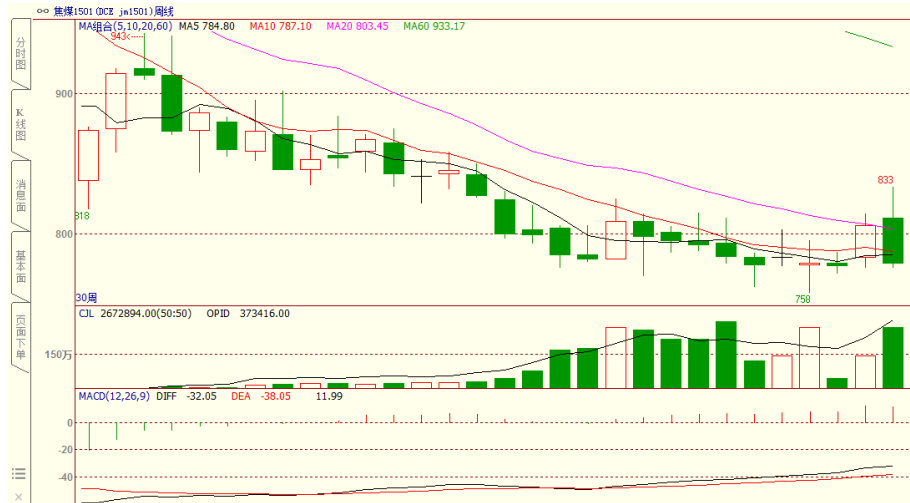 焦煤1501(DCE jm1501)周线
MA组合(5,10,20,60) MA5 784.80 MA10 787.10 MA20 803.45 MA60 933.17
943
900
833
818
800
758
30周
CJL 2672894.00(50:50) OPID 373416.00
150万
MACD(12,26,9) DIFF -32.05 DEA -38.05 11.99
0
-20
-40
分时图
K线图
消息面
基本面
页面下单